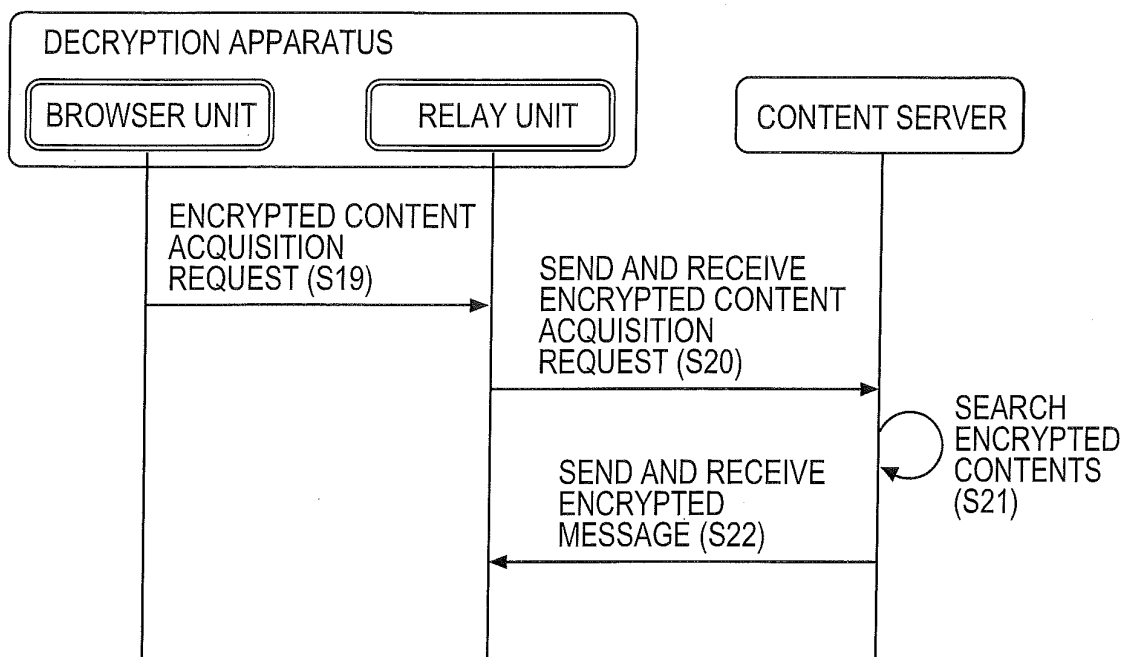 DECRYPTION APPARATUS
BROWSER UNIT
RELAY UNIT
CONTENT SERVER
ENCRYPTED CONTENT
ACQUISITION
REQUEST (S19)
SEND AND RECEIVE
ENCRYPTED CONTENT
ACQUISITION
REQUEST (S20)
SEARCH
ENCRYPTED
CONTENTS
(S21)
SEND AND RECEIVE
ENCRYPTED
MESSAGE (S22)